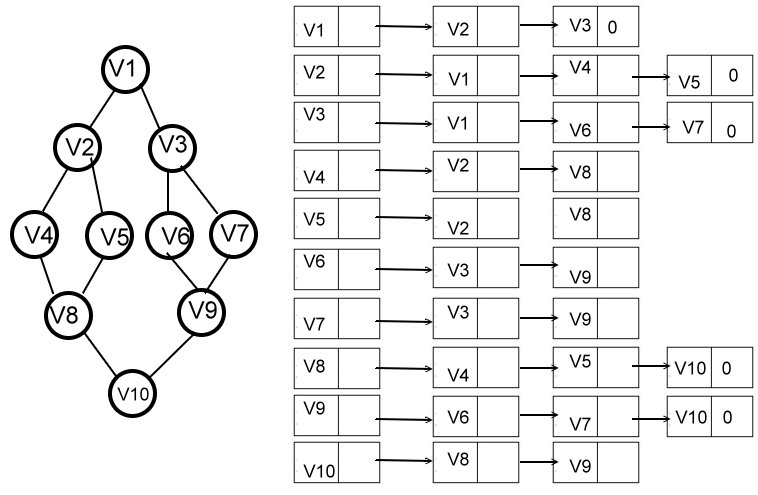 V1
V2
V3
V4
V5
V6
V7
V8
V9
V10
V1 V2 V3 0
V2 V1 V4 V5 0
V3 V1 V6 V7 0
V4 V2 V8
V5 V2 V8
V6 V3 V9
V7 V3 V9
V8 V4 V5 V10 0
V9 V6 V7 V10 0
V10 V8 V9